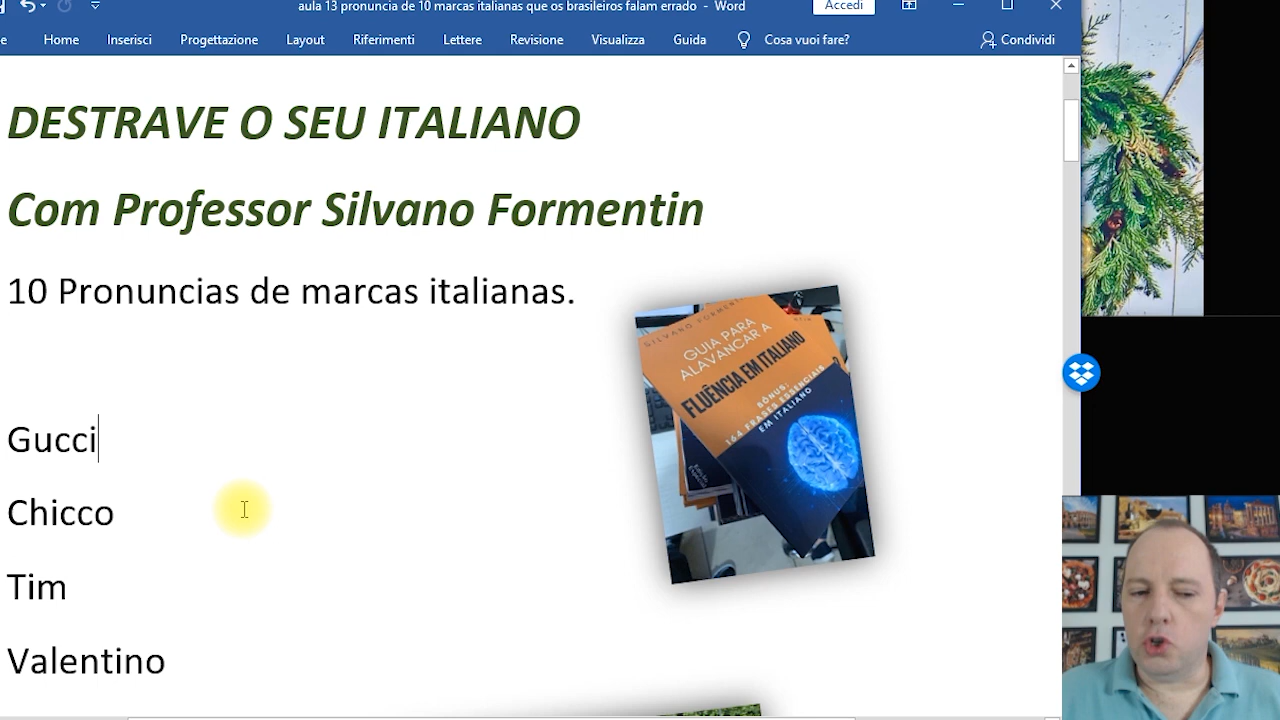 aula 13 pronuncia de 10 marcas italianas que os brasileiros falam errado - Word
Accedi
Home Inserisci Progettazione Layout Riferimenti Lettere Revisione Visualizza Guida Cosa vuoi fare? Condividi
DESTRAVE O SEU ITALIANO
Com Professor Silvano Formentin
10 Pronuncias de marcas italianas.
SILVANO
GUIA PARA
ALAVANCAR A
FLUÊNCIA EM ITALIANO
BÔNUS:
164 FRASES ESSENCIAIS
EM ITALIANO
Gucci
Chicco
Tim
Valentino